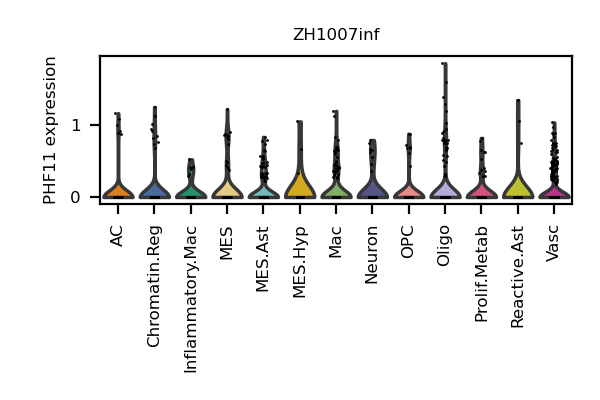 ZH1007inf
PHF11 expression
1
0
AC
Chromatin.Reg
Inflammatory.Mac
MES
MES.Ast
MES.Hyp
Mac
Neuron
OPC
Oligo
Prolif.Metab
Reactive.Ast
Vasc